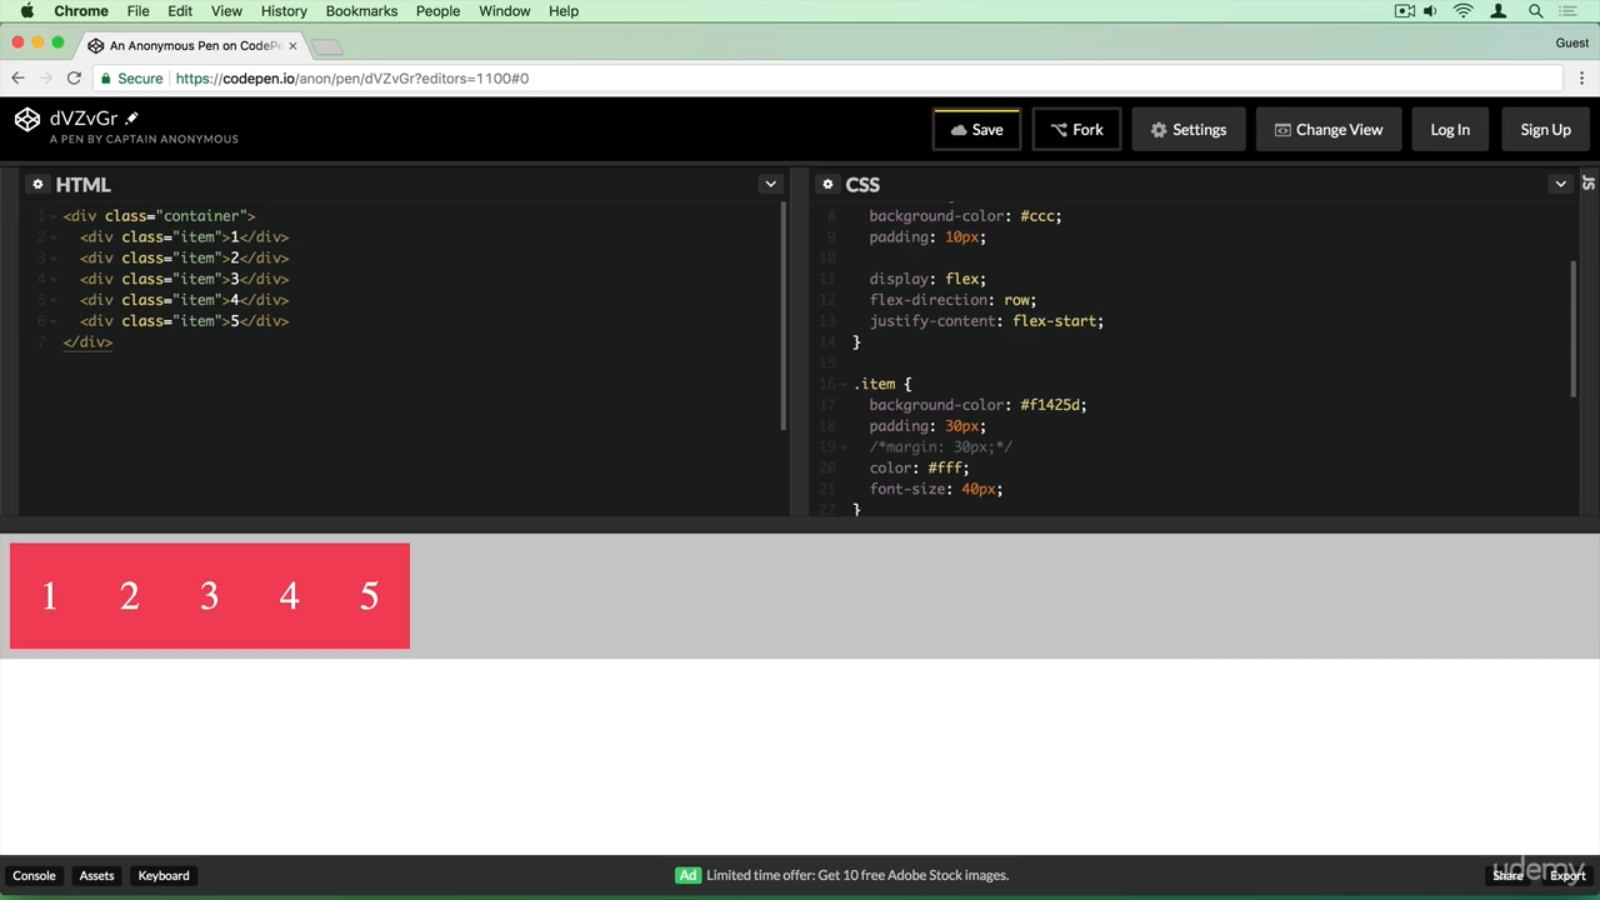 Chrome File Edit View History Bookmarks People Window Help
An Anonymous Pen on CodePe
Guest
Secure https://codepen.io/anon/pen/dVZvGr?editors=1100#0
dVZvGr
A PEN BY CAPTAIN ANONYMOUS
Save Fork Settings Change View Log In Sign Up
HTML
1 <div class="container">
2 <div class="item">1</div>
3 <div class="item">2</div>
4 <div class="item">3</div>
5 <div class="item">4</div>
6 <div class="item">5</div>
7 </div>
CSS
8 background-color: #ccc;
9 padding: 10px;
10
11 display: flex;
12 flex-direction: row;
13 justify-content: flex-start;
14 }
15
16 .item {
17 background-color: #f1425d;
18 padding: 30px;
19 /*margin: 30px;*/
20 color: #fff;
21 font-size: 40px;
22 }
JS
1 2 3 4 5
Console Assets Keyboard
Ad Limited time offer: Get 10 free Adobe Stock images.
Share Export
udemy